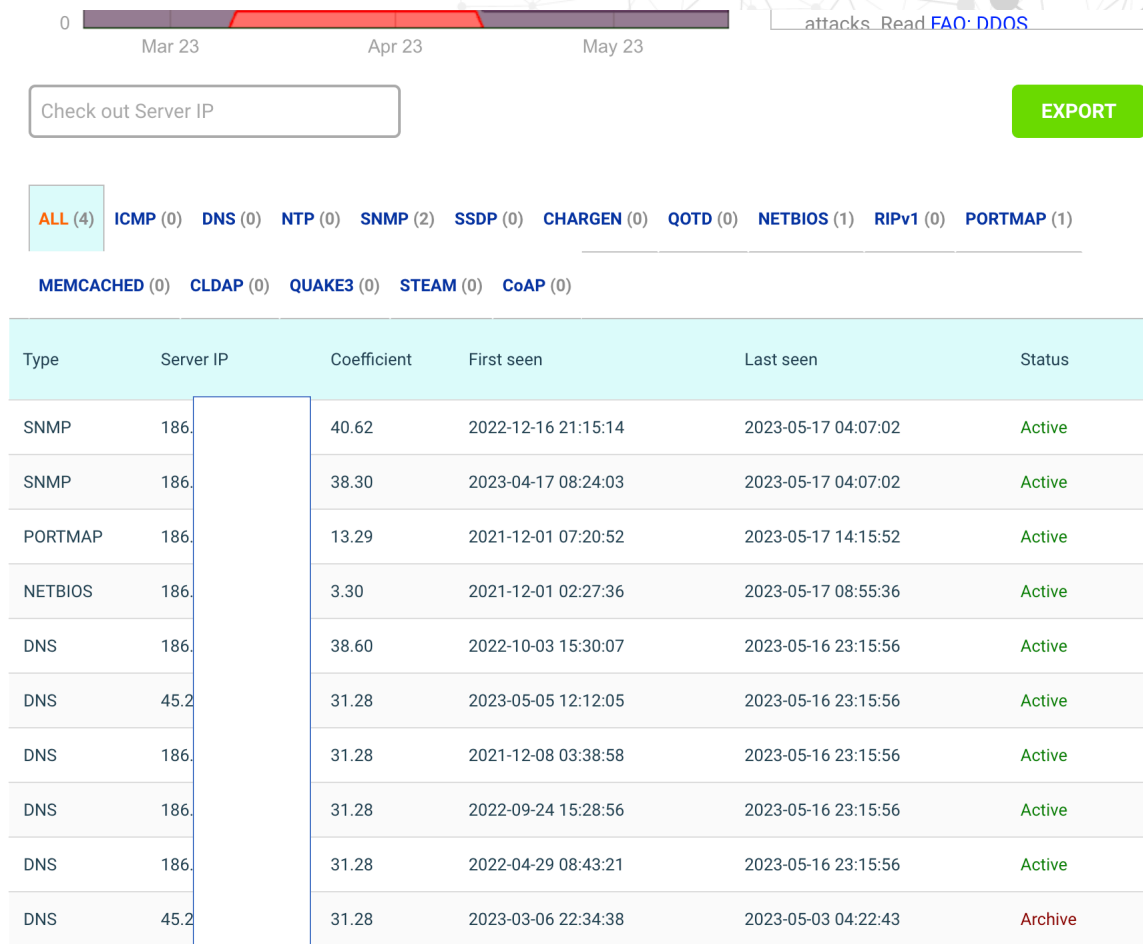 0
Mar 23 Apr 23 May 23
attacks. Read FAQ: DDOS
Check out Server IP
EXPORT
ALL (4) ICMP (0) DNS (0) NTP (0) SNMP (2) SSDP (0) CHARGEN (0) QOTD (0) NETBIOS (1) RIPv1 (0) PORTMAP (1)
MEMCACHED (0) CLDAP (0) QUAKE3 (0) STEAM (0) CoAP (0)
Type Server IP Coefficient First seen Last seen Status
SNMP 186. 40.62 2022-12-16 21:15:14 2023-05-17 04:07:02 Active
SNMP 186. 38.30 2023-04-17 08:24:03 2023-05-17 04:07:02 Active
PORTMAP 186. 13.29 2021-12-01 07:20:52 2023-05-17 14:15:52 Active
NETBIOS 186. 3.30 2021-12-01 02:27:36 2023-05-17 08:55:36 Active
DNS 186. 38.60 2022-10-03 15:30:07 2023-05-16 23:15:56 Active
DNS 45.2 31.28 2023-05-05 12:12:05 2023-05-16 23:15:56 Active
DNS 186. 31.28 2021-12-08 03:38:58 2023-05-16 23:15:56 Active
DNS 186. 31.28 2022-09-24 15:28:56 2023-05-16 23:15:56 Active
DNS 186. 31.28 2022-04-29 08:43:21 2023-05-16 23:15:56 Active
DNS 45.2 31.28 2023-03-06 22:34:38 2023-05-03 04:22:43 Archive